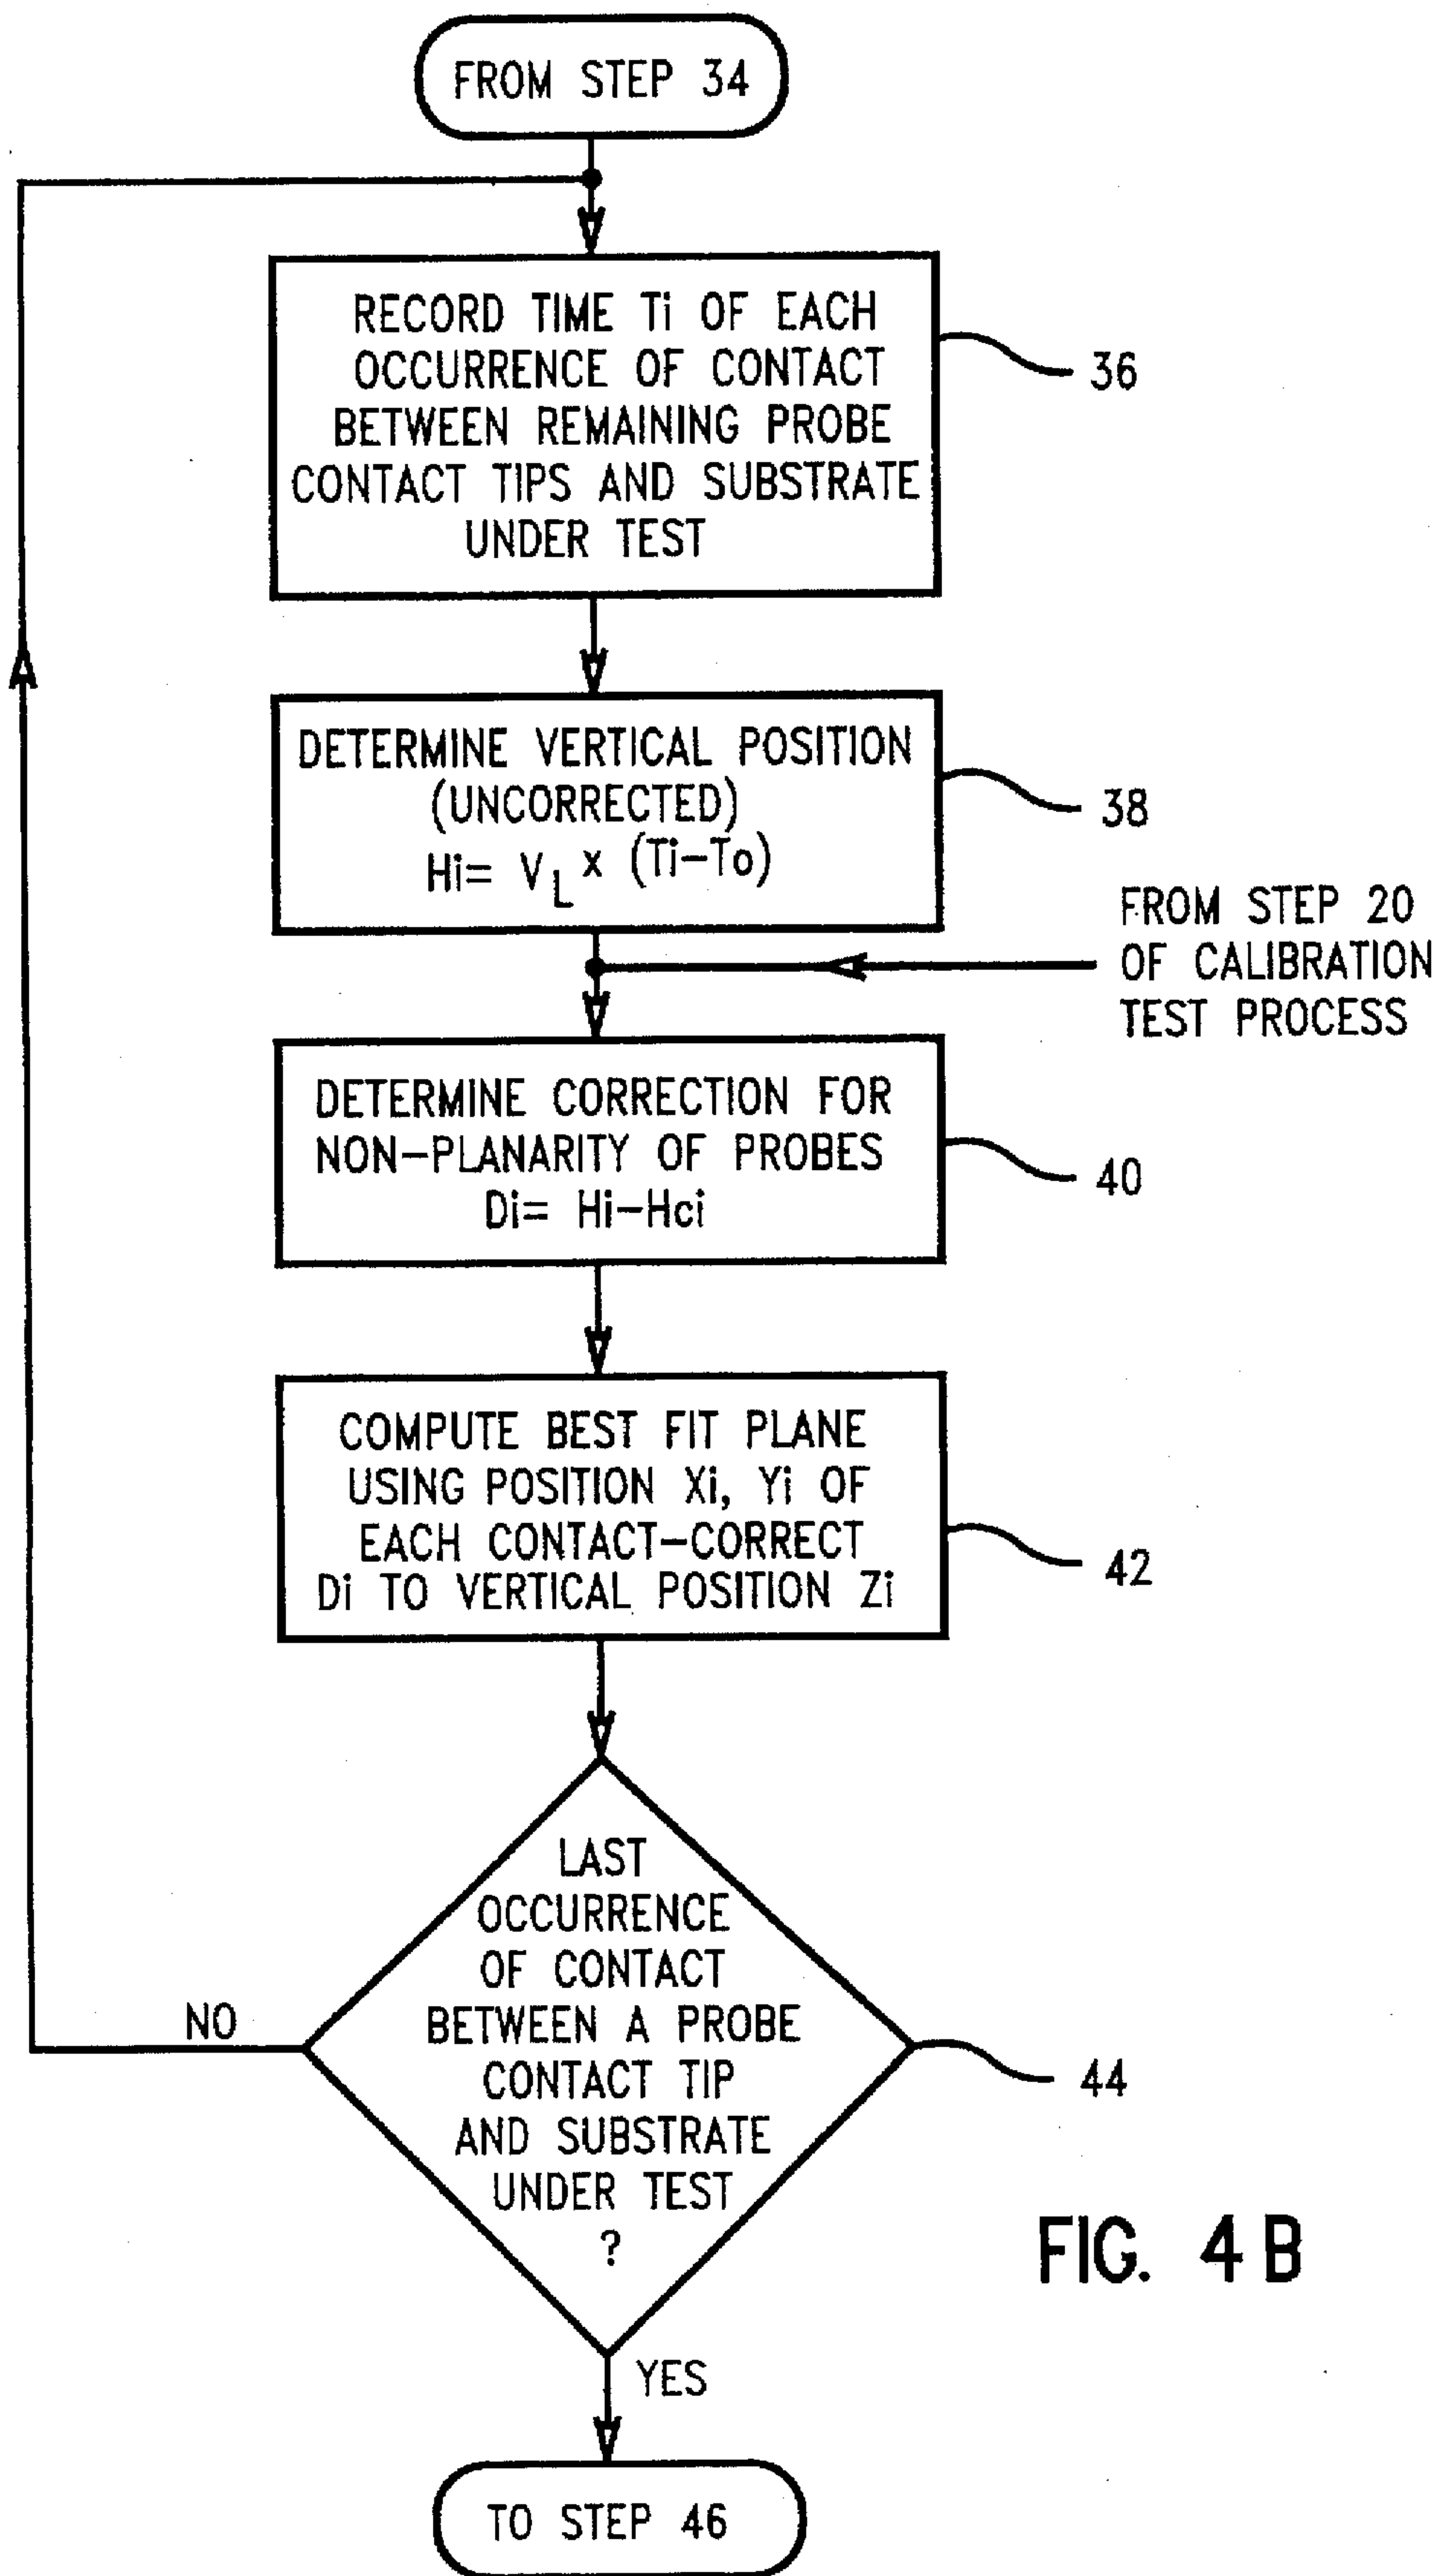 FROM STEP 34
RECORD TIME Ti OF EACH
OCCURRENCE OF CONTACT
BETWEEN REMAINING PROBE
CONTACT TIPS AND SUBSTRATE
UNDER TEST
36
DETERMINE VERTICAL POSITION
(UNCORRECTED)
Hi= VL x (Ti-To)
38
FROM STEP 20
OF CALIBRATION
TEST PROCESS
DETERMINE CORRECTION FOR
NON-PLANARITY OF PROBES
Di= Hi-Hci
40
COMPUTE BEST FIT PLANE
USING POSITION Xi, Yi OF
EACH CONTACT-CORRECT
Di TO VERTICAL POSITION Zi
42
LAST
OCCURRENCE
OF CONTACT
BETWEEN A PROBE
CONTACT TIP
AND SUBSTRATE
UNDER TEST
?
NO
44
YES
TO STEP 46
FIG. 4B